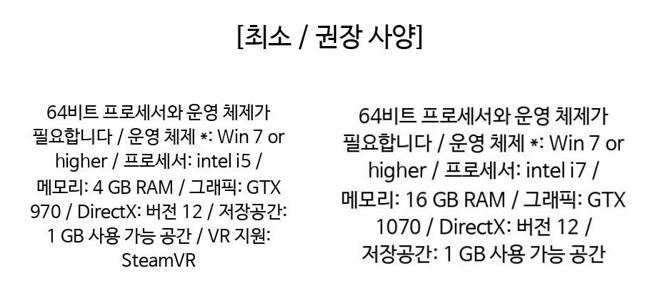 [최소 / 권장 사양]
64비트 프로세서와 운영 체제가
필요합니다 / 운영 체제 *: Win 7 or
higher / 프로세서: intel i5 /
메모리: 4 GB RAM / 그래픽: GTX
970 / DirectX: 버전 12 / 저장공간:
1 GB 사용 가능 공간 / VR 지원:
SteamVR
64비트 프로세서와 운영 체제가
필요합니다 / 운영 체제 *: Win 7 or
higher / 프로세서: intel i7 /
메모리: 16 GB RAM / 그래픽: GTX
1070 / DirectX: 버전 12 /
저장공간: 1 GB 사용 가능 공간